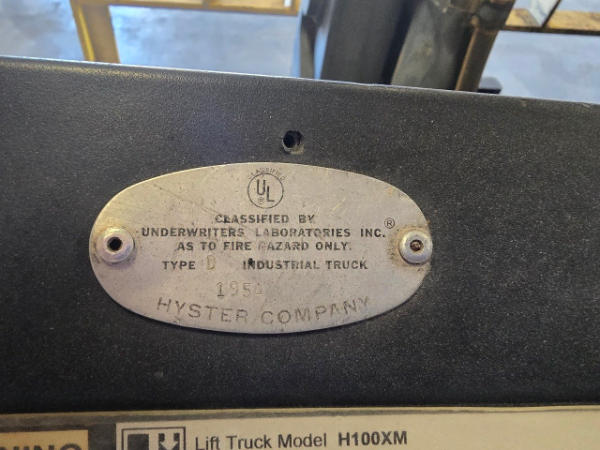 CLASSIFIED
UL
®
CLASSIFIED BY
UNDERWRITERS LABORATORIES INC.®
AS TO FIRE HAZARD ONLY.
TYPE D INDUSTRIAL TRUCK
HYSTER COMPANY
Lift Truck Model H100XM